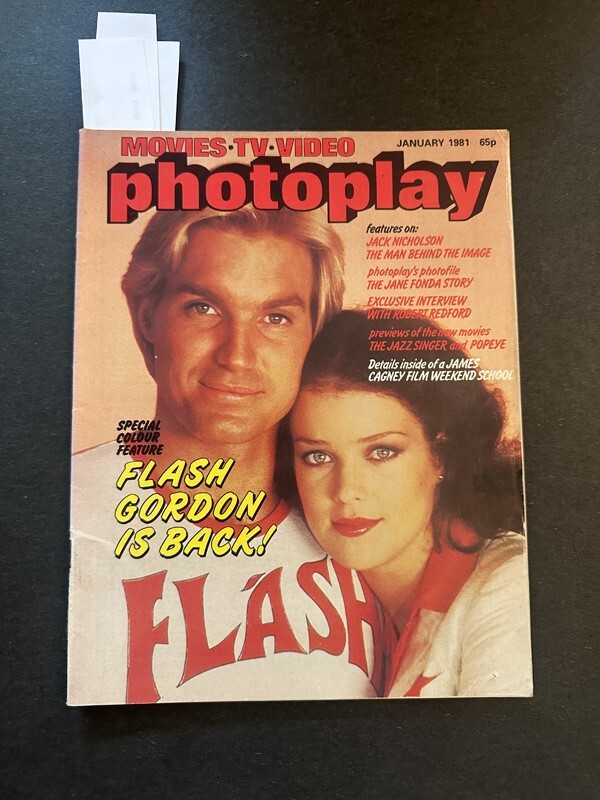 MOVIES·TV·VIDEO
JANUARY 1981 65p
photoplay
features on:
JACK NICHOLSON
THE MAN BEHIND THE IMAGE
photoplay's photofile
THE JANE FONDA STORY
EXCLUSIVE INTERVIEW
WITH ROBERT REDFORD
previews of the new movies
THE JAZZ SINGER and POPEYE
Details inside of a JAMES
CAGNEY FILM WEEKEND SCHOOL
SPECIAL
COLOUR
FEATURE
FLASH
GORDON
IS BACK!
FLASH